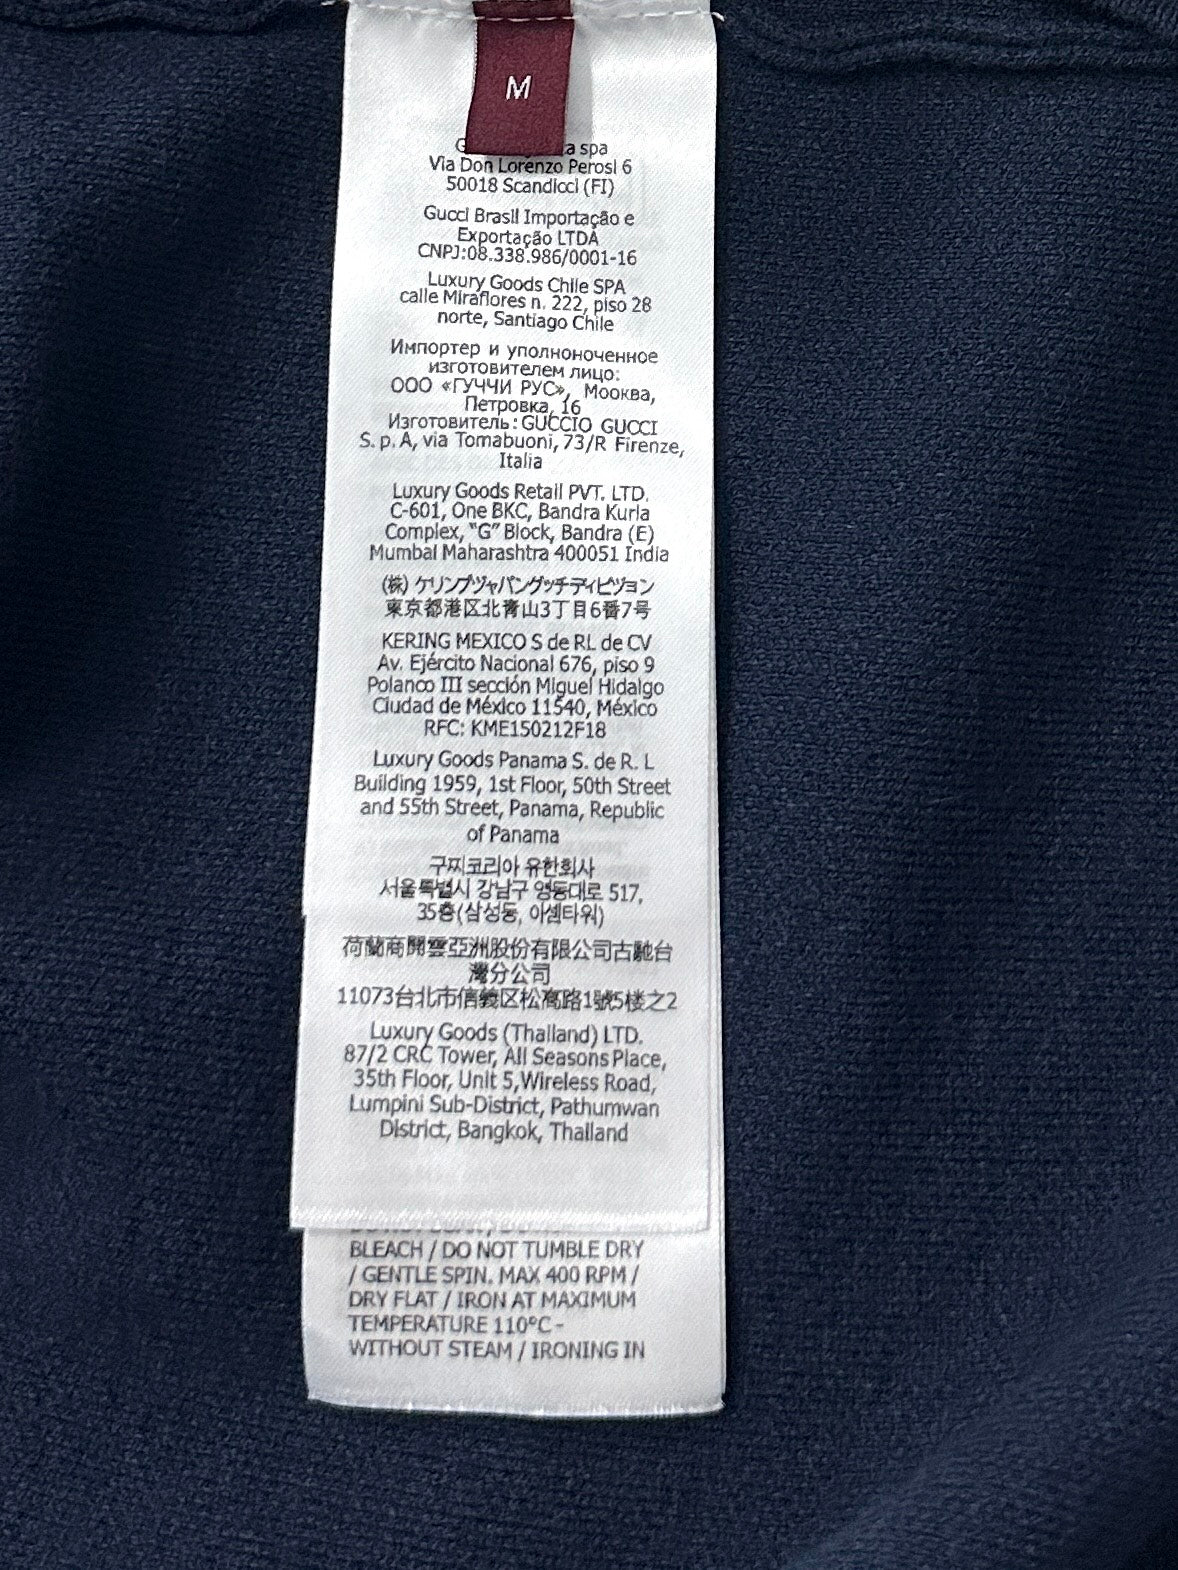 M
a spa
Via Don Lorenzo Perosi 6
50018 Scandicci (FI)
Gucci Brasil Importação e
Exportação LTDA
CNPJ:08.338.986/0001-16
Luxury Goods Chile SPA
calle Miraflores n. 222, piso 28
norte, Santiago Chile
Импортер и уполноноченное
изготовителем лицо:
ООО «ГУЧЧИ РУС», Мооква,
Петровка, 16
Изготовитель: GUCCIO GUCCI
S. p. A, via Tomabuoni, 73/R Firenze,
Italia
Luxury Goods Retail PVT. LTD.
C-601, One BKC, Bandra Kurla
Complex, "G" Block, Bandra (E)
Mumbai Maharashtra 400051 India
(株) ケリンプジャパングッチディビジョン
東京都港区北青山3丁目6番7号
KERING MEXICO S de RL de CV
Av. Ejército Nacional 676, piso 9
Polanco III sección Miguel Hidalgo
Ciudad de México 11540, México
RFC: KME150212F18
Luxury Goods Panama S. de R. L
Building 1959, 1st Floor, 50th Street
and 55th Street, Panama, Republic
of Panama
구찌코리아 유한회사
서울특별시 강남구 영동대로 517,
35층(삼성동, 아셈타워)
荷蘭商開雲亞洲股份有限公司古馳台
灣分公司
11073台北市信義区松高路1號5楼之2
Luxury Goods (Thailand) LTD.
87/2 CRC Tower, All Seasons Place,
35th Floor, Unit 5,Wireless Road,
Lumpini Sub-District, Pathumwan
District, Bangkok, Thailand
BLEACH / DO NOT TUMBLE DRY
/ GENTLE SPIN. MAX 400 RPM /
DRY FLAT / IRON AT MAXIMUM
TEMPERATURE 110°C -
WITHOUT STEAM / IRONING IN